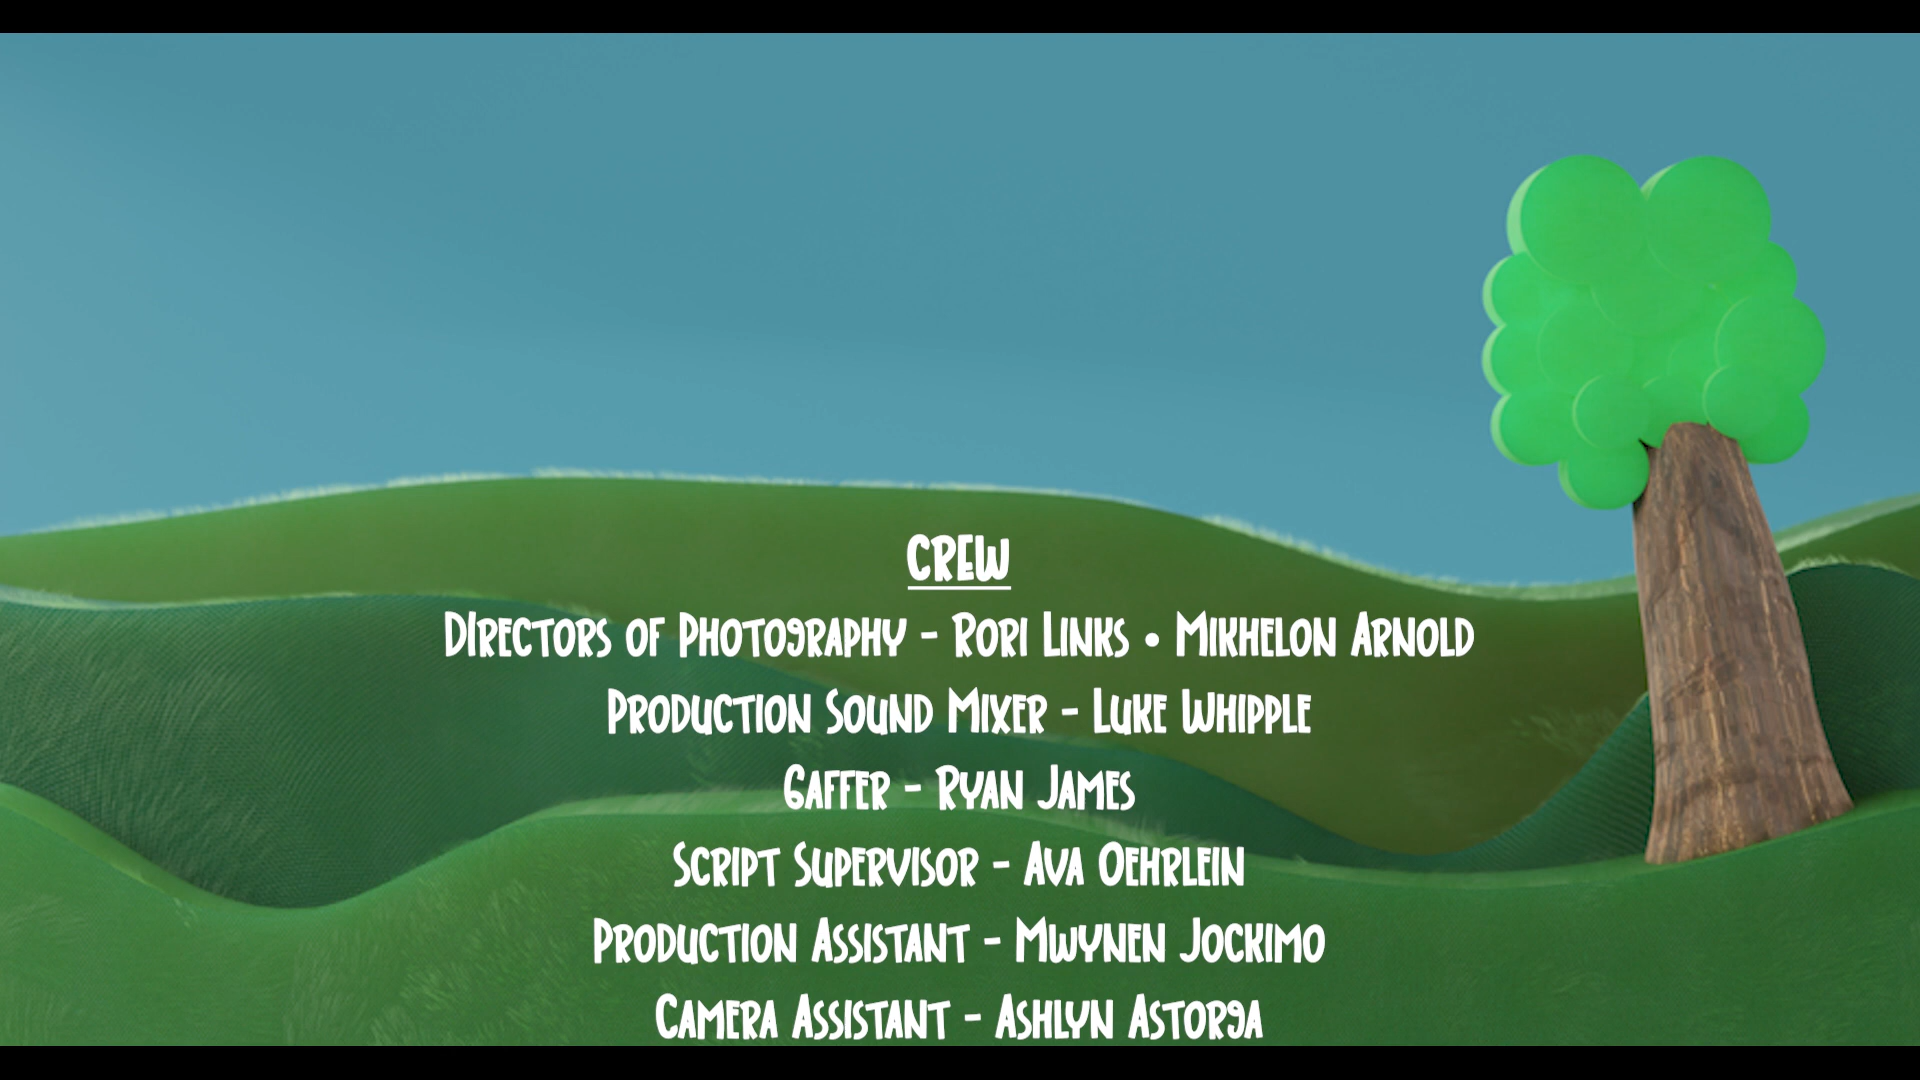 CREW
Directors of Photography - Rori Links • Mikhelon Arnold
Production Sound Mixer - Luke Whipple
Gaffer - Ryan James
Script Supervisor - Ava Oehrlein
Production Assistant - Mwynen Jockimo
Camera Assistant - Ashlyn Astorga